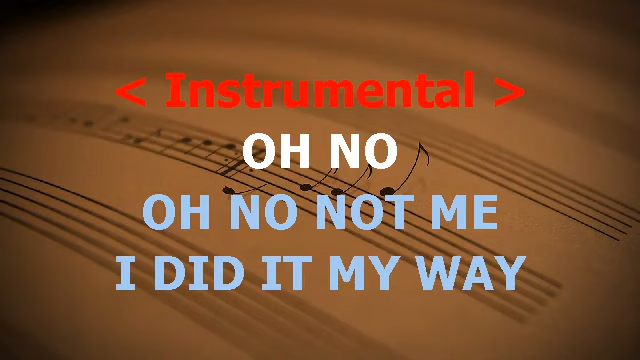 < Instrumental >
OH NO
OH NO NOT ME
I DID IT MY WAY